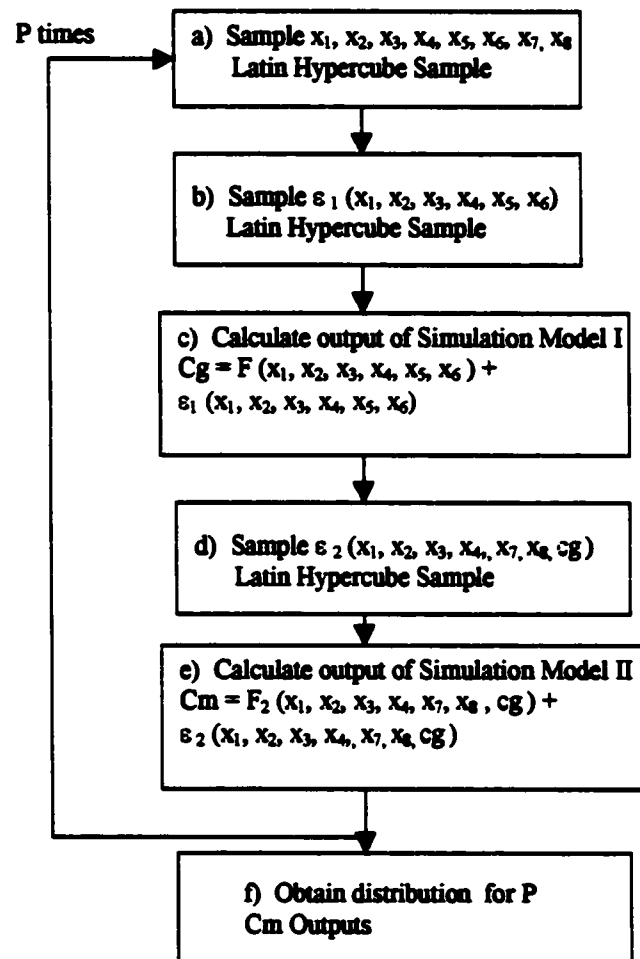 P times
a) Sample x₁, x₂, x₃, x₄, x₅, x₆, x₇, x₈
Latin Hypercube Sample
b) Sample ε₁ (x₁, x₂, x₃, x₄, x₅, x₆)
Latin Hypercube Sample
c) Calculate output of Simulation Model I
Cg = F (x₁, x₂, x₃, x₄, x₅, x₆ ) +
ε₁ (x₁, x₂, x₃, x₄, x₅, x₆)
d) Sample ε₂ (x₁, x₂, x₃, x₄,, x₇, x₈, cg)
Latin Hypercube Sample
e) Calculate output of Simulation Model II
Cm = F₂ (x₁, x₂, x₃, x₄, x₇, x₈ , cg ) +
ε₂ (x₁, x₂, x₃, x₄,, x₇, x₈, cg)
f) Obtain distribution for P
Cm Outputs